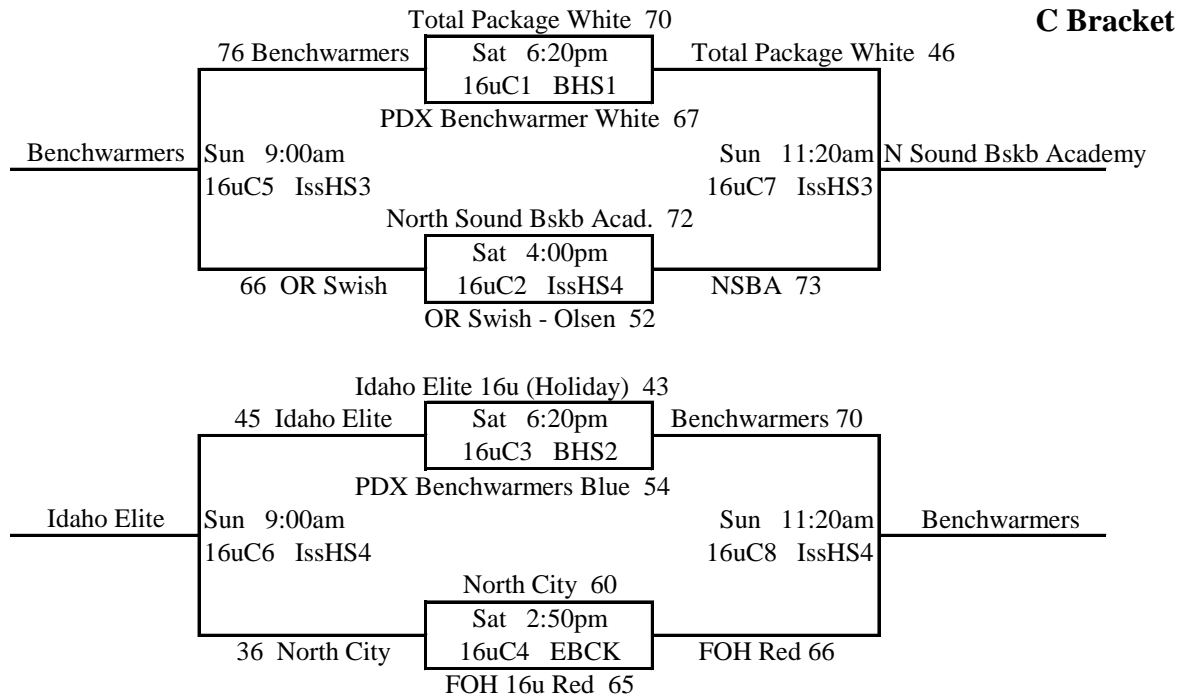 Total Package White 70
C Bracket
76 Benchwarmers
Sat 6:20pm
Total Package White 46
16uC1 BHS1
PDX Benchwarmer White 67
Benchwarmers
Sun 9:00am
Sun 11:20am
N Sound Bskb Academy
16uC5 IssHS3
16uC7 IssHS3
North Sound Bskb Acad. 72
Sat 4:00pm
66 OR Swish
16uC2 IssHS4
NSBA 73
OR Swish - Olsen 52
Idaho Elite 16u (Holiday) 43
45 Idaho Elite
Sat 6:20pm
Benchwarmers 70
16uC3 BHS2
PDX Benchwarmers Blue 54
Idaho Elite
Sun 9:00am
Sun 11:20am
Benchwarmers
16uC6 IssHS4
16uC8 IssHS4
North City 60
Sat 2:50pm
36 North City
16uC4 EBCK
FOH Red 66
FOH 16u Red 65